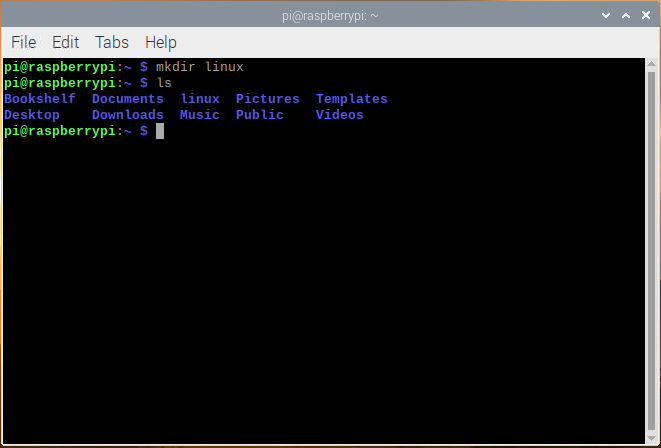 pi@raspberrypi: ~
File Edit Tabs Help
pi@raspberrypi:~ $ mkdir linux
pi@raspberrypi:~ $ ls
Bookshelf  Documents  linux  Pictures  Templates
Desktop    Downloads  Music  Public    Videos
pi@raspberrypi:~ $